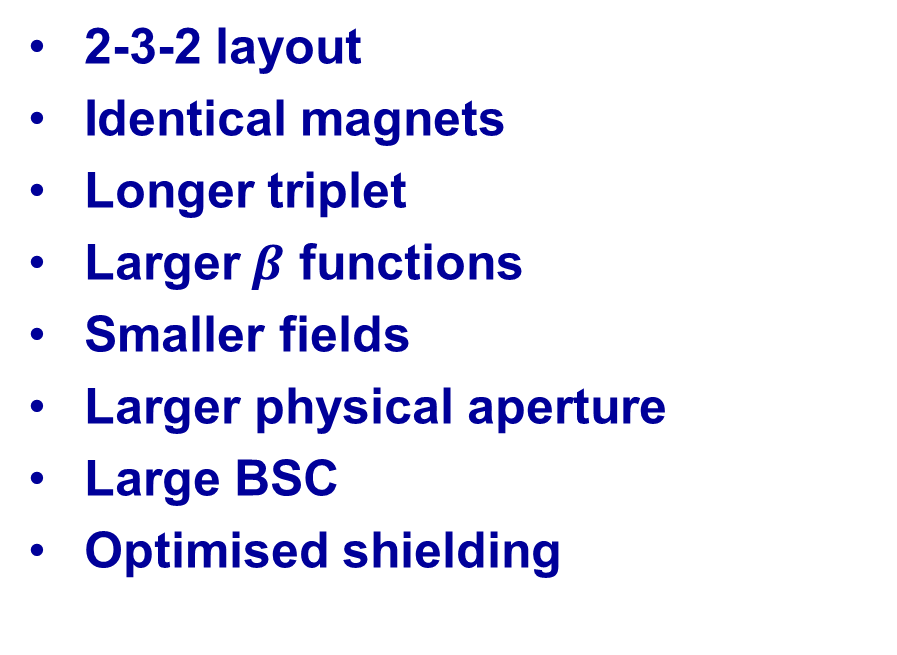 • 2-3-2 layout
• Identical magnets
• Longer triplet
• Larger 𝜷 functions
• Smaller fields
• Larger physical aperture
• Large BSC
• Optimised shielding